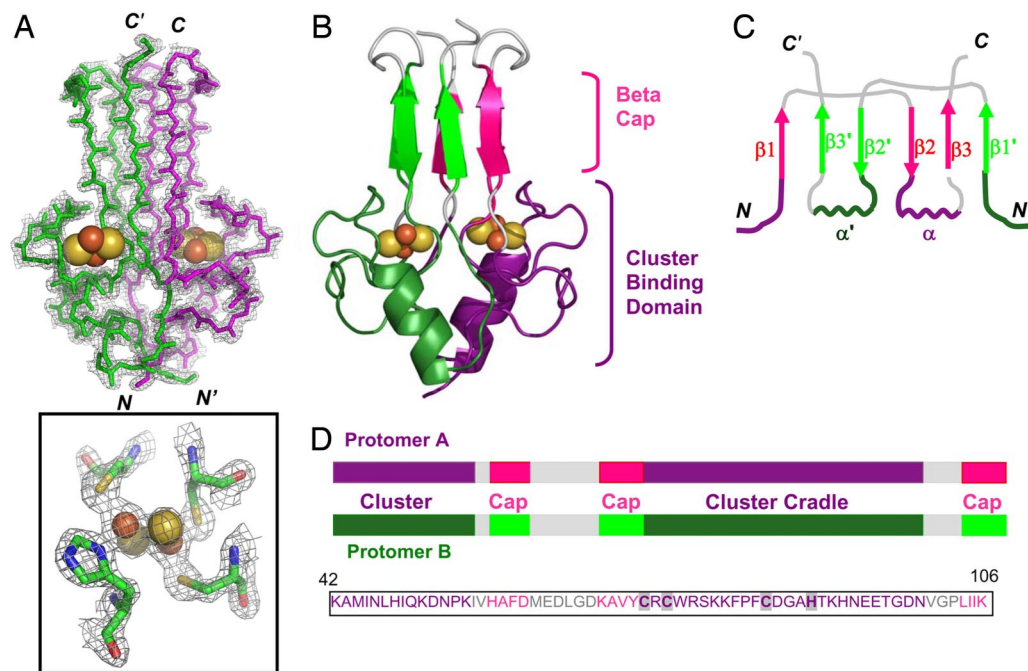 A
C' C
N N'
B
Beta
Cap
Cluster
Binding
Domain
C
C' C
β1 β3' β2' β2 β3 β1'
N N
α' α
D
Protomer A
Cluster Cap Cap Cluster Cradle Cap
Protomer B
42 106
KAMINLHIQKDNPKIVHAFDMEDLGDKAVYCRCWRSKKFPFCDGAHTKHNEETGDNVGPLIIK